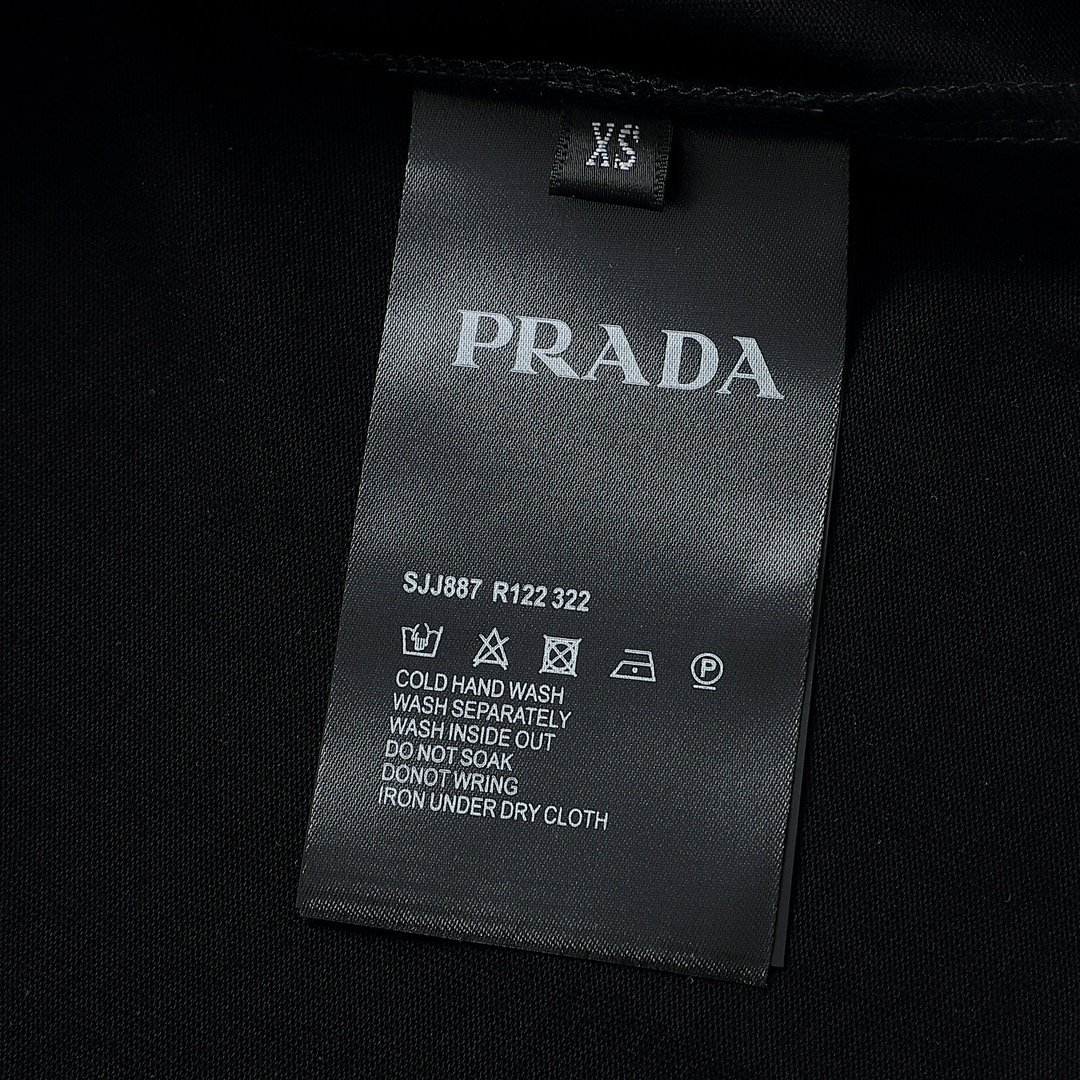 XS
PRADA
SJJ887 R122 322
P
COLD HAND WASH
WASH SEPARATELY
WASH INSIDE OUT
DO NOT SOAK
DONOT WRING
IRON UNDER DRY CLOTH